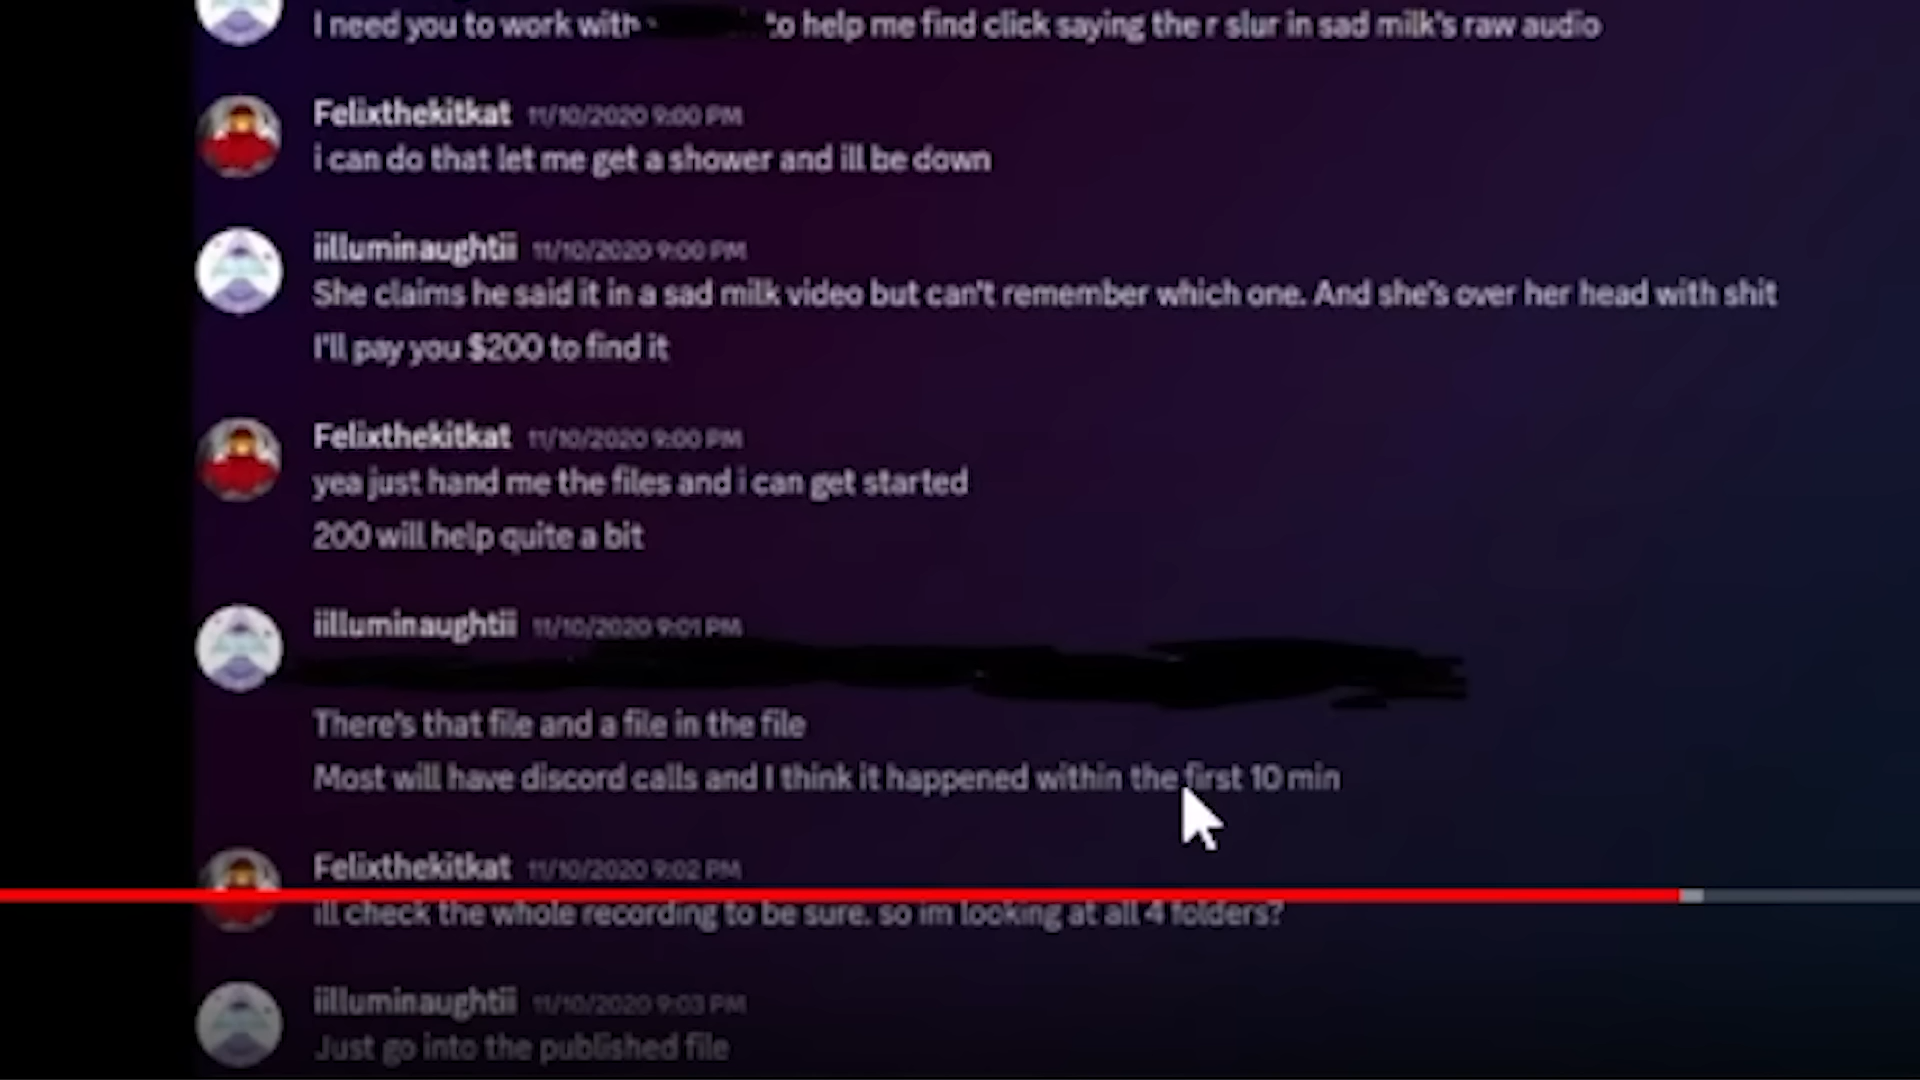 I need you to work with to help me find click saying the r slur in sad milk's raw audio
Felixthekitkat 11/10/2020 9:00 PM
i can do that let me get a shower and ill be down
iilluminaughtii 11/10/2020 9:00 PM
She claims he said it in a sad milk video but can't remember which one. And she's over her head with shit
I'll pay you $200 to find it
Felixthekitkat 11/10/2020 9:00 PM
yea just hand me the files and i can get started
200 will help quite a bit
iilluminaughtii 11/10/2020 9:01 PM
There's that file and a file in the file
Most will have discord calls and I think it happened within the first 10 min
Felixthekitkat 11/10/2020 9:02 PM
ill check the whole recording to be sure. so im looking at all 4 folders?
iilluminaughtii 11/10/2020 9:03 PM
Just go into the published file